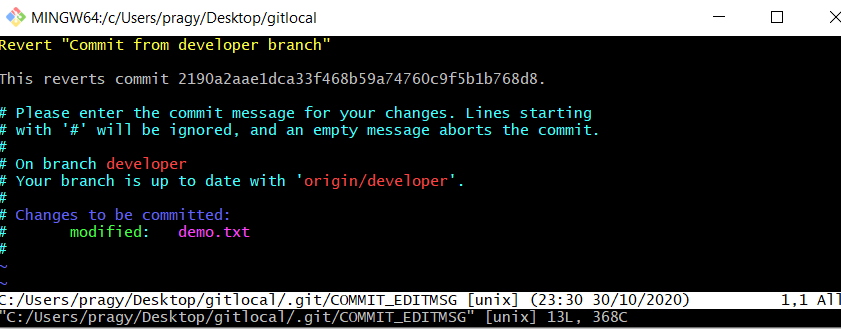 MINGW64:/c/Users/pragy/Desktop/gitlocal
Revert "Commit from developer branch"
This reverts commit 2190a2aae1dca33f468b59a74760c9f5b1b768d8.
# Please enter the commit message for your changes. Lines starting
# with '#' will be ignored, and an empty message aborts the commit.
#
# On branch developer
# Your branch is up to date with 'origin/developer'.
#
# Changes to be committed:
#       modified:   demo.txt
#
~
~
C:/Users/pragy/Desktop/gitlocal/.git/COMMIT_EDITMSG [unix] (23:30 30/10/2020) 1,1 All
"C:/Users/pragy/Desktop/gitlocal/.git/COMMIT_EDITMSG" [unix] 13L, 368C